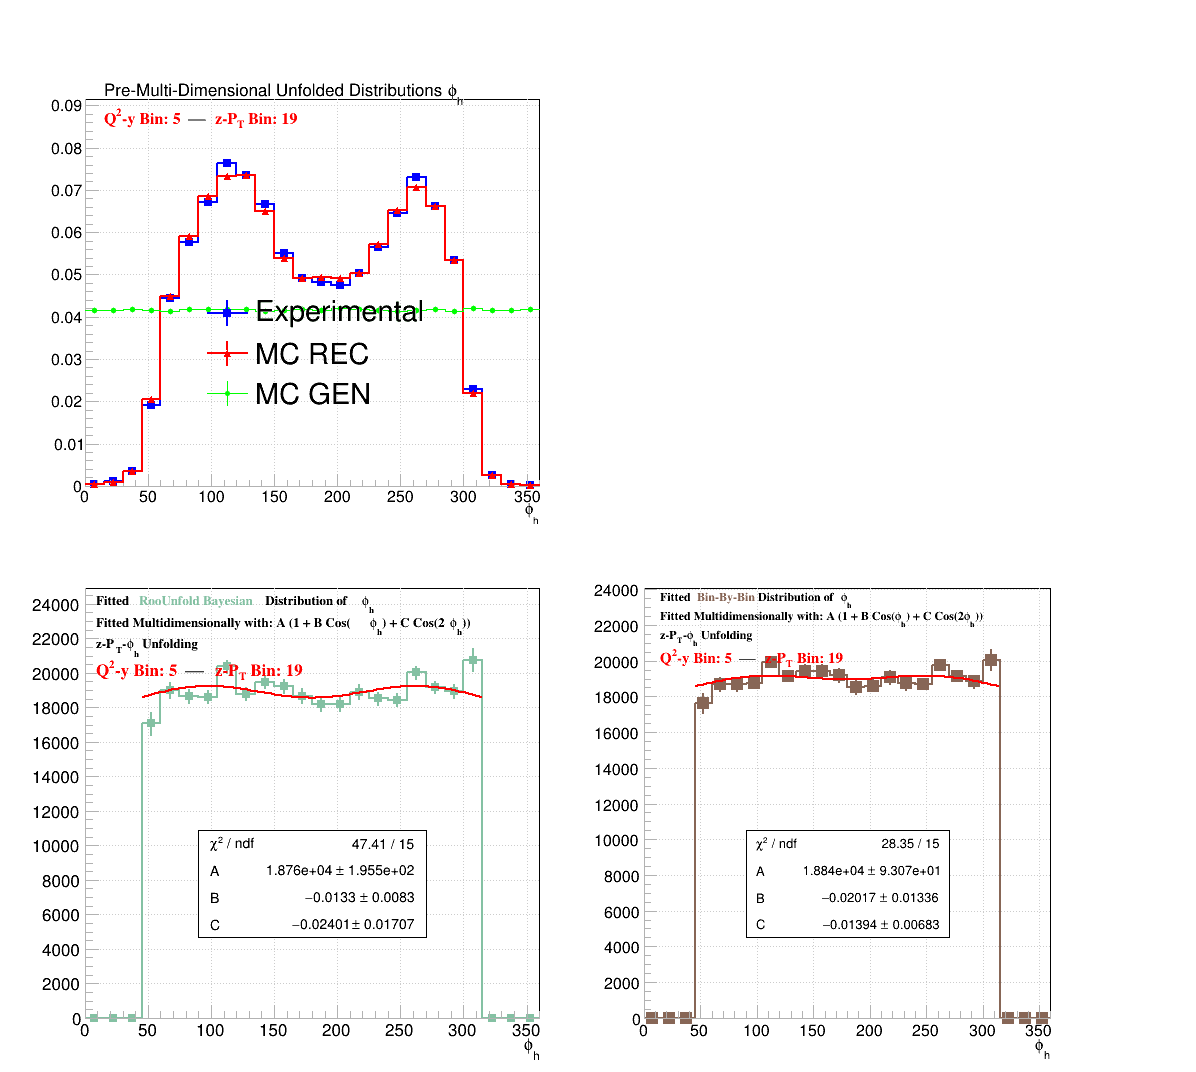 Pre-Multi-Dimensional Unfolded Distributions ϕh
Q²-y Bin: 5 — z-PT Bin: 19
0.09
0.08
0.07
0.06
0.05
0.04
0.03
0.02
0.01
0
Experimental
MC REC
MC GEN
0 50 100 150 200 250 300 350
ϕh
Fitted RooUnfold Bayesian Distribution of ϕh
Fitted Multidimensionally with: A (1 + B Cos( ϕh) + C Cos(2 ϕh))
z-PT-ϕh Unfolding
Q²-y Bin: 5 — z-PT Bin: 19
24000
22000
20000
18000
16000
14000
12000
10000
8000
6000
4000
2000
0
χ² / ndf 47.41 / 15
A 1.876e+04 ± 1.955e+02
B −0.0133 ± 0.0083
C −0.02401 ± 0.01707
0 50 100 150 200 250 300 350
ϕh
Fitted Bin-By-Bin Distribution of ϕh
Fitted Multidimensionally with: A (1 + B Cos(ϕh) + C Cos(2ϕh))
z-PT-ϕh Unfolding
Q²-y Bin: 5 — z-PT Bin: 19
24000
22000
20000
18000
16000
14000
12000
10000
8000
6000
4000
2000
0
χ² / ndf 28.35 / 15
A 1.884e+04 ± 9.307e+01
B −0.02017 ± 0.01336
C −0.01394 ± 0.00683
0 50 100 150 200 250 300 350
ϕh